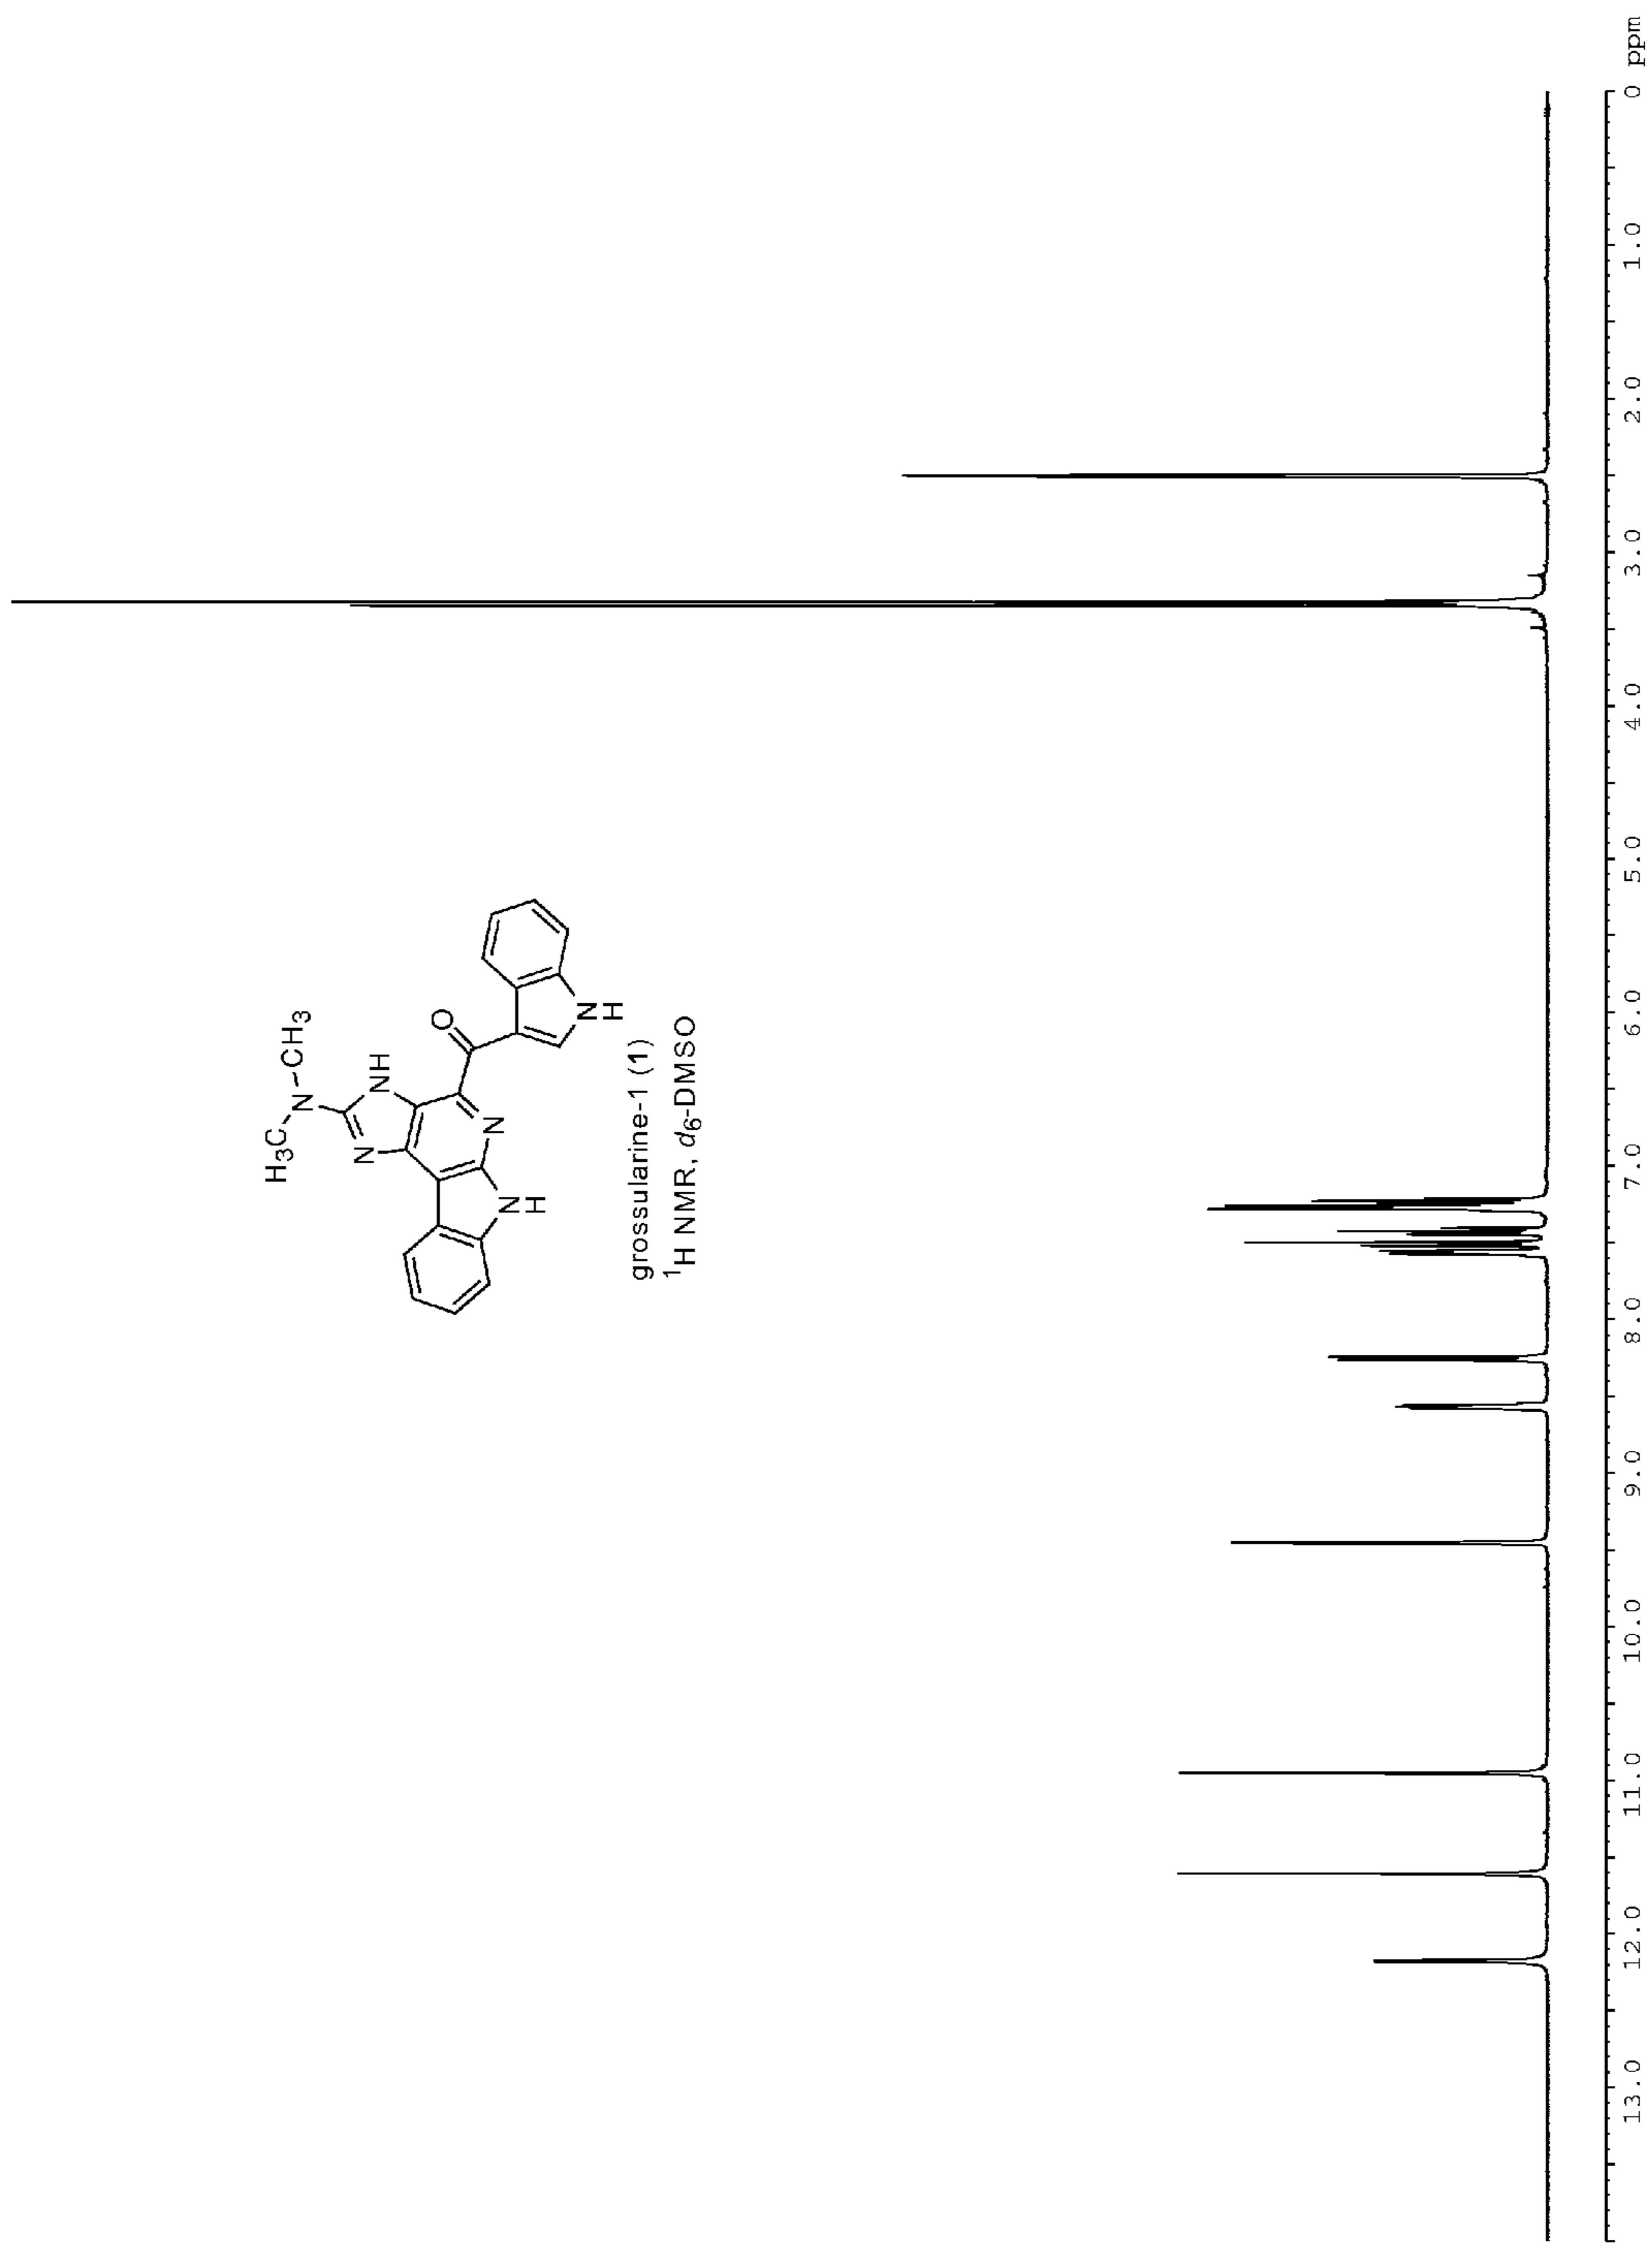 H3C
N
CH3
N
NH
O
N
N
H
N
H
grossularine-1 (1)
1H NMR, d6-DMSO
13.0 12.0 11.0 10.0 9.0 8.0 7.0 6.0 5.0 4.0 3.0 2.0 1.0 0 ppm